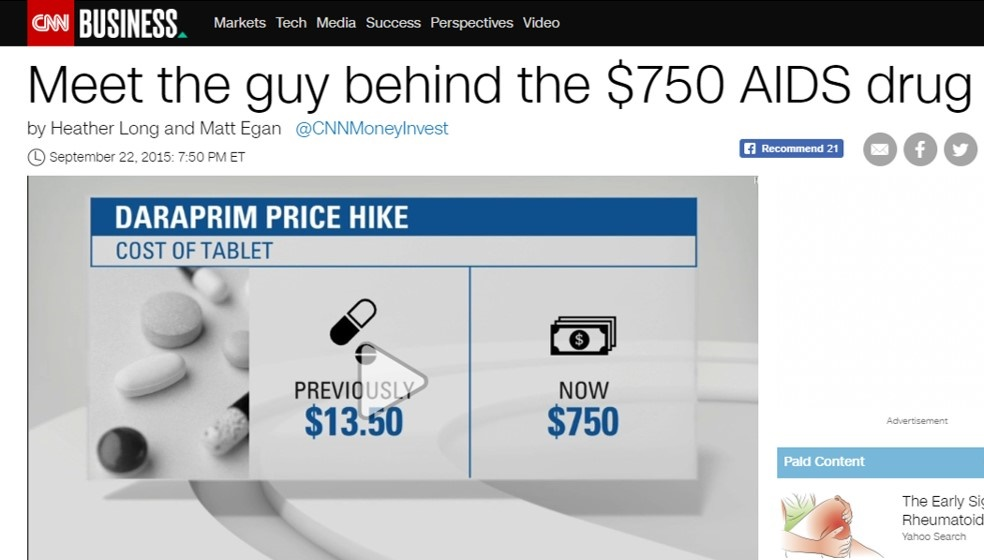 CNN BUSINESS Markets Tech Media Success Perspectives Video
Meet the guy behind the $750 AIDS drug
by Heather Long and Matt Egan @CNNMoneyInvest
September 22, 2015: 7:50 PM ET
Recommend 21
DARAPRIM PRICE HIKE
COST OF TABLET
PREVIOUSLY
$13.50
NOW
$750
Advertisement
Paid Content
The Early Sig
Rheumatoid
Yahoo Search